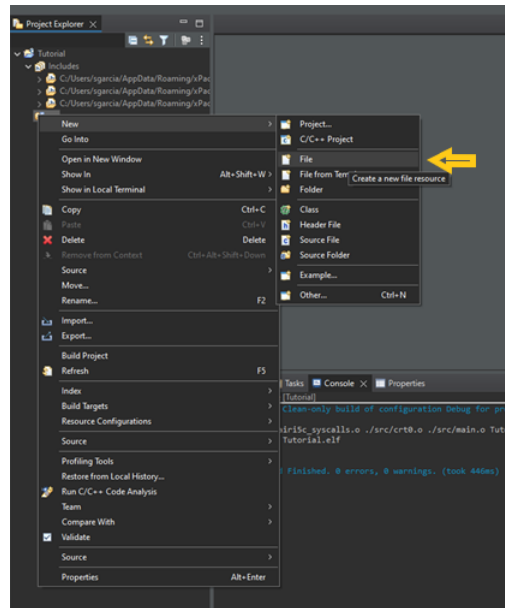 Project Explorer
Tutorial
Includes
C:/Users/sgarcia/AppData/Roaming/xPac
C:/Users/sgarcia/AppData/Roaming/xPac
C:/Users/sgarcia/AppData/Roaming/xPac
New
Go Into
Open in New Window
Show In Alt+Shift+W >
Show in Local Terminal
Copy Ctrl+C
Paste Ctrl+V
Delete Delete
Remove from Context Ctrl+Alt+Shift+Down
Source
Move...
Rename... F2
Import...
Export...
Build Project
Refresh F5
Index
Build Targets
Resource Configurations
Source
Profiling Tools
Restore from Local History...
Run C/C++ Code Analysis
Team
Compare With
Validate
Source
Properties Alt+Enter
Project...
C/C++ Project
File
File from Tem
Create a new file resource
Folder
Class
Header File
Source File
Source Folder
Example...
Other... Ctrl+N
Tasks Console Properties
[Tutorial]
Clean-only build of configuration Debug for pr
iri5c_syscalls.o ./src/crt0.o ./src/main.o Tut
Tutorial.elf
Finished. 0 errors, 0 warnings. (took 446ms)